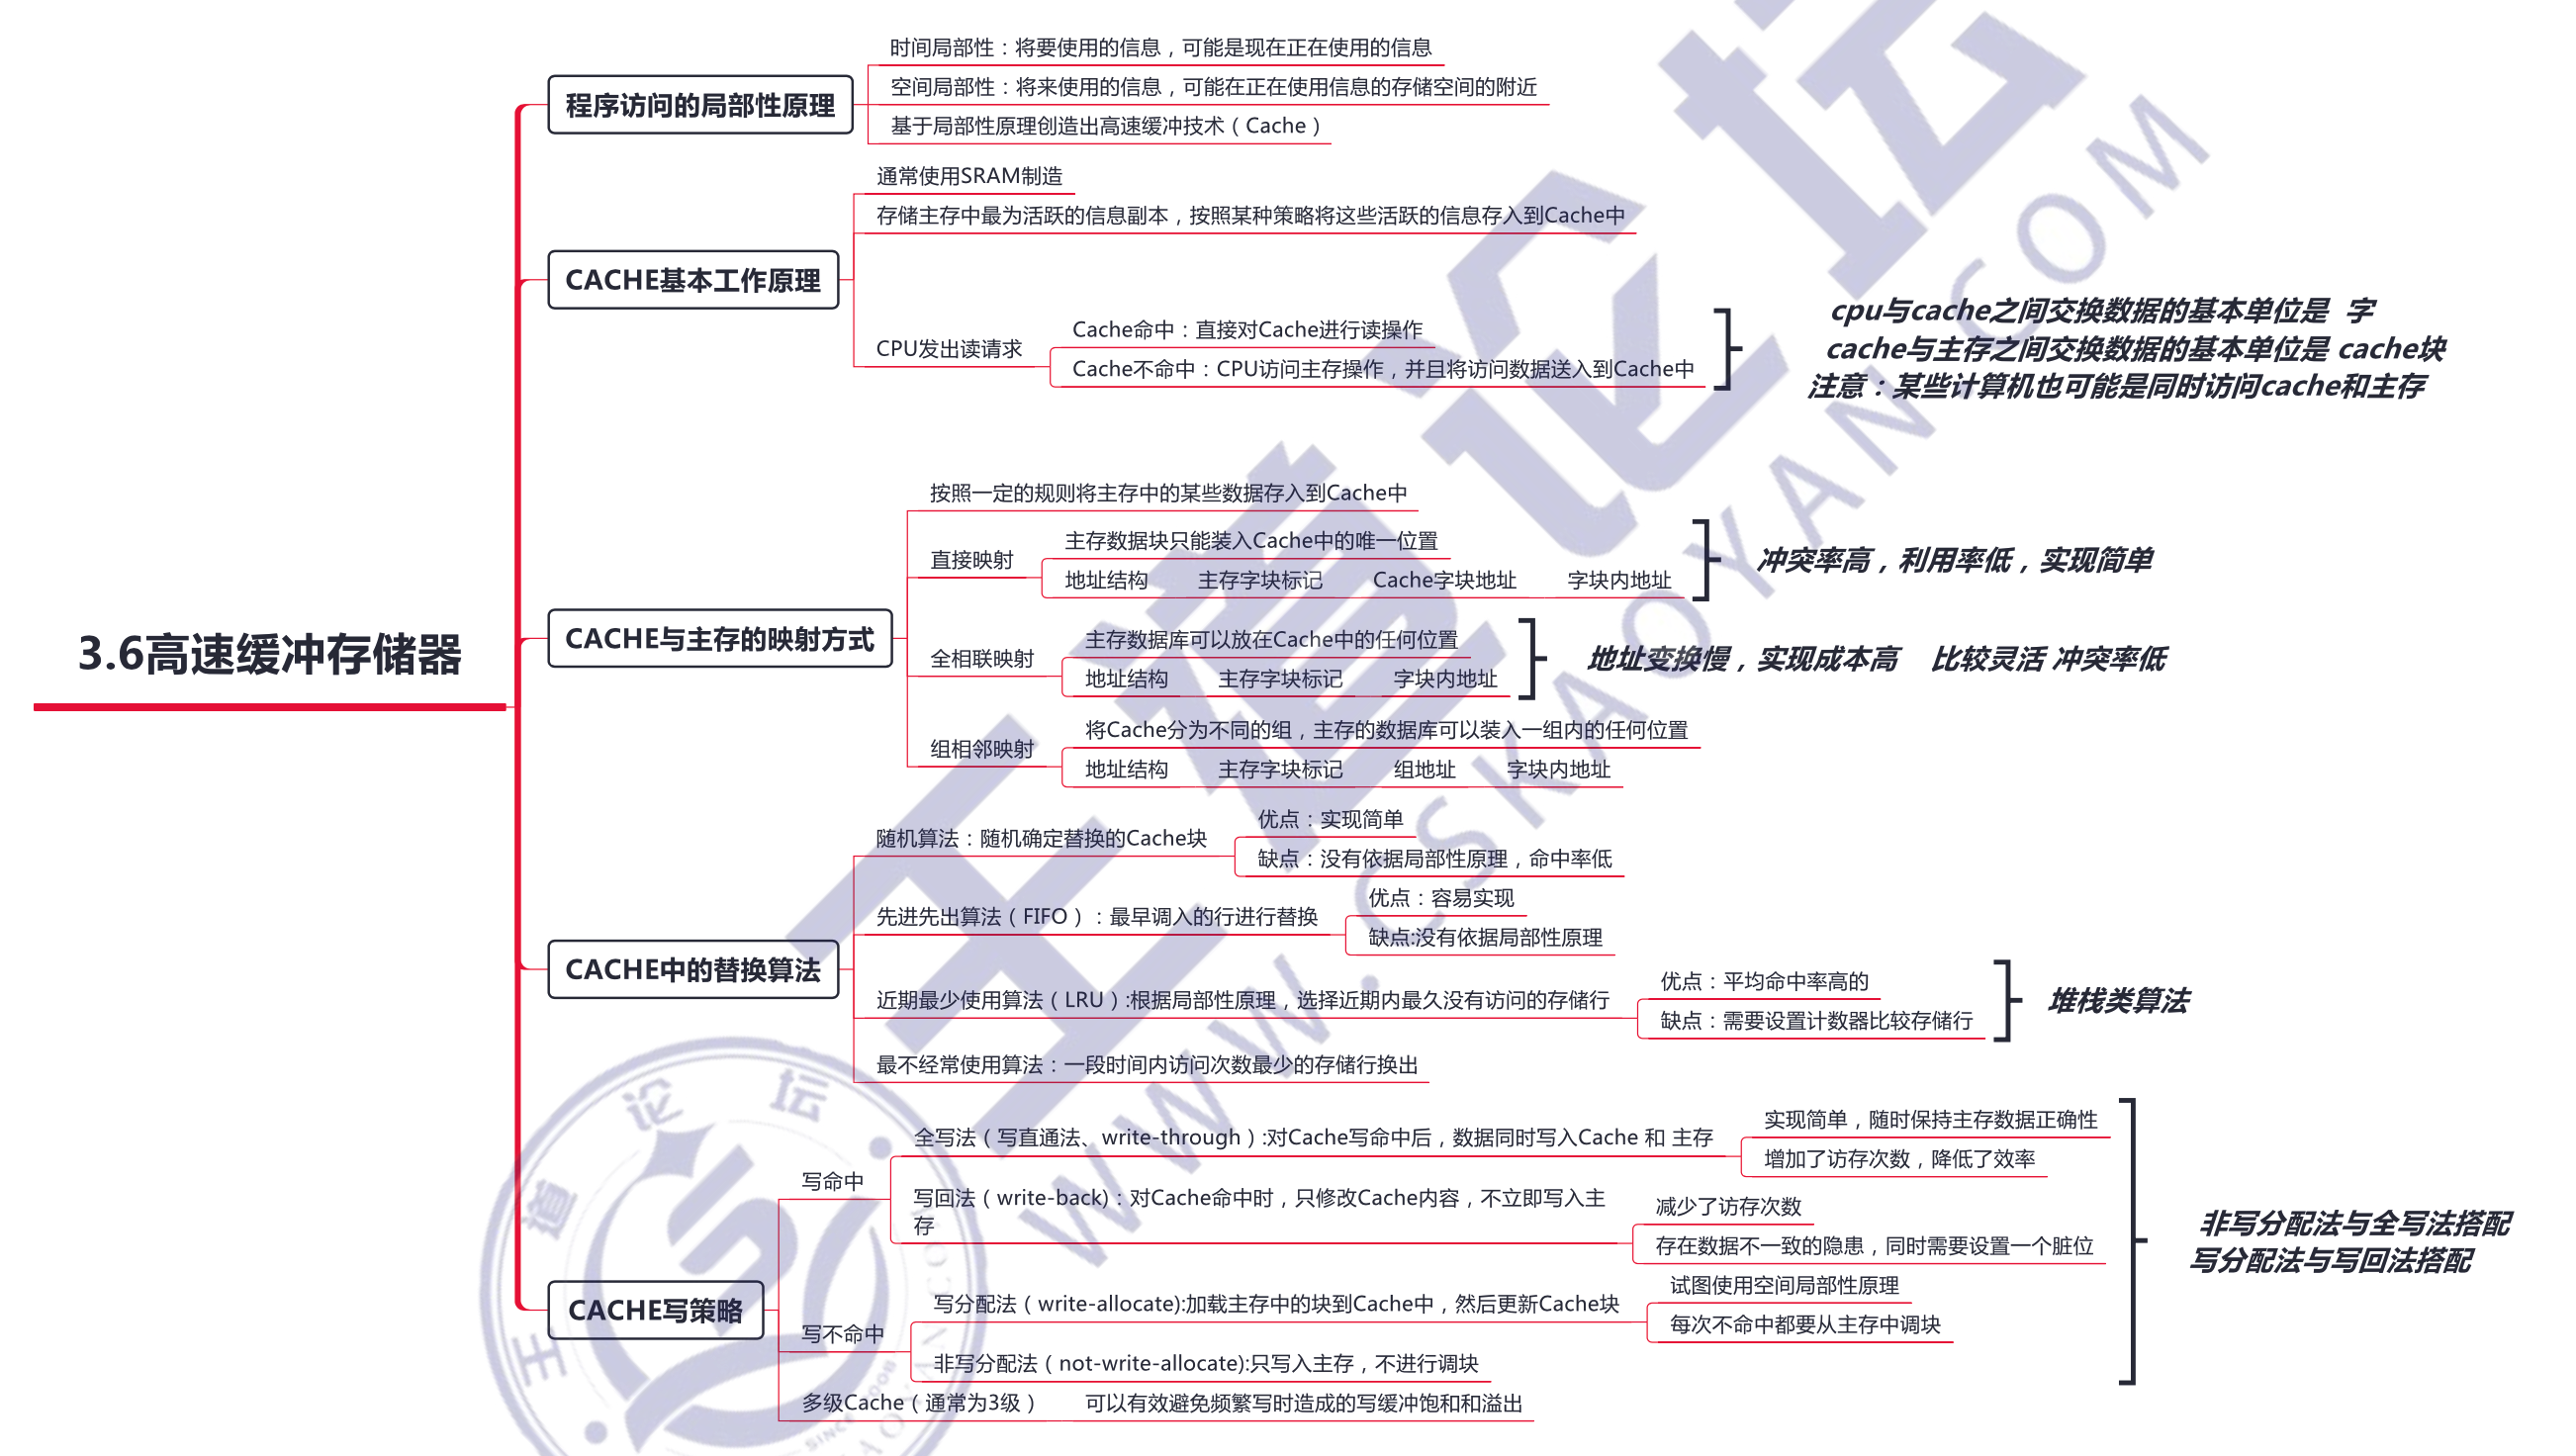 3.6高速缓冲存储器
程序访问的局部性原理
时间局部性：将要使用的信息，可能是现在正在使用的信息
空间局部性：将来使用的信息，可能在正在使用信息的存储空间的附近
基于局部性原理创造出高速缓冲技术（Cache）
CACHE基本工作原理
通常使用SRAM制造
存储主存中最为活跃的信息副本，按照某种策略将这些活跃的信息存入到Cache中
CPU发出读请求
Cache命中：直接对Cache进行读操作
Cache不命中：CPU访问主存操作，并且将访问数据送入到Cache中
cpu与cache之间交换数据的基本单位是 字
cache与主存之间交换数据的基本单位是 cache块
注意：某些计算机也可能是同时访问cache和主存
CACHE与主存的映射方式
按照一定的规则将主存中的某些数据存入到Cache中
直接映射
主存数据块只能装入Cache中的唯一位置
地址结构 主存字块标记 Cache字块地址 字块内地址
冲突率高，利用率低，实现简单
全相联映射
主存数据库可以放在Cache中的任何位置
地址结构 主存字块标记 字块内地址
地址变换慢，实现成本高 比较灵活 冲突率低
组相邻映射
将Cache分为不同的组，主存的数据库可以装入一组内的任何位置
地址结构 主存字块标记 组地址 字块内地址
CACHE中的替换算法
随机算法：随机确定替换的Cache块
优点：实现简单
缺点：没有依据局部性原理，命中率低
先进先出算法（FIFO）：最早调入的行进行替换
优点：容易实现
缺点:没有依据局部性原理
近期最少使用算法（LRU）:根据局部性原理，选择近期内最久没有访问的存储行
优点：平均命中率高的
缺点：需要设置计数器比较存储行
堆栈类算法
最不经常使用算法：一段时间内访问次数最少的存储行换出
CACHE写策略
写命中
全写法（写直通法、write-through）:对Cache写命中后，数据同时写入Cache 和 主存
实现简单，随时保持主存数据正确性
增加了访存次数，降低了效率
写回法（write-back)：对Cache命中时，只修改Cache内容，不立即写入主
存
减少了访存次数
存在数据不一致的隐患，同时需要设置一个脏位
写不命中
写分配法（write-allocate):加载主存中的块到Cache中，然后更新Cache块
试图使用空间局部性原理
每次不命中都要从主存中调块
非写分配法（not-write-allocate):只写入主存，不进行调块
非写分配法与全写法搭配
写分配法与写回法搭配
多级Cache（通常为3级） 可以有效避免频繁写时造成的写缓冲饱和和溢出
王道论坛
WWW.CSKAOYAN.COM
王道论坛
SINCE 2008